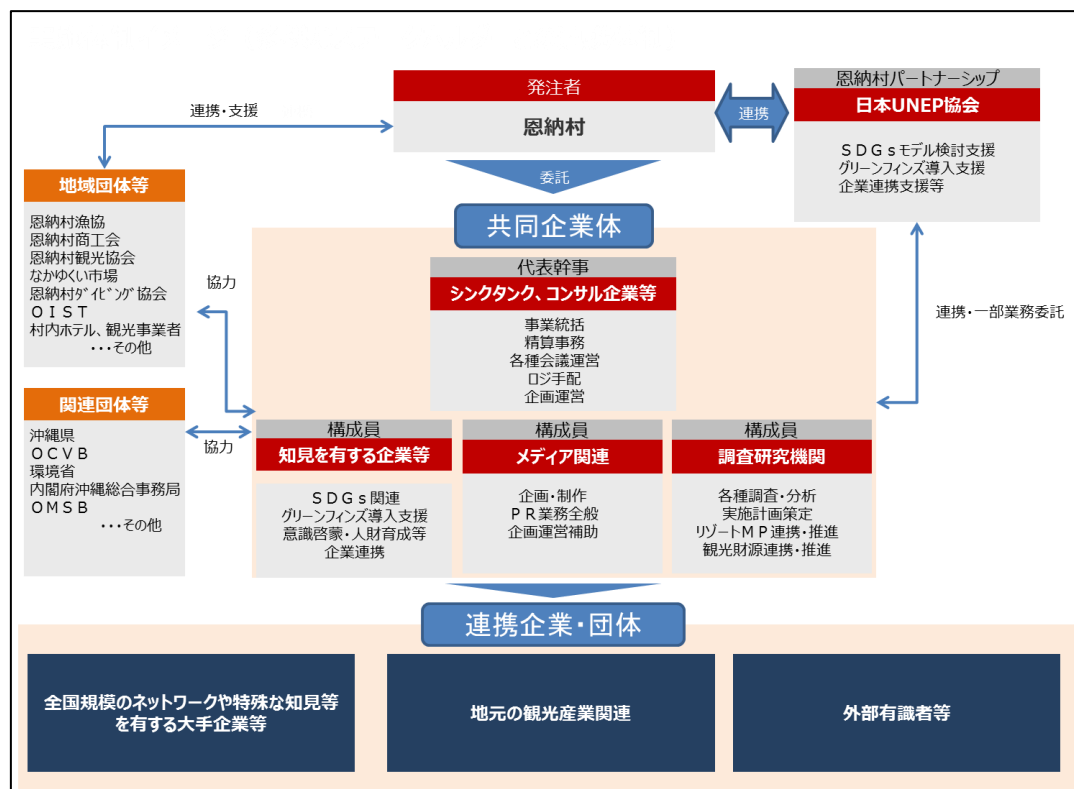 発注者
恩納村
連携
恩納村パートナーシップ
日本UNEP協会
SDGsモデル検討支援
グリーンフィンズ導入支援
企業連携支援等
連携・支援
委託
地域団体等
恩納村漁協
恩納村商工会
恩納村観光協会
なかゆくい市場
恩納村ﾀﾞｲﾋﾞﾝｸﾞ協会
OIST
村内ホテル、観光事業者
・・・その他
協力
関連団体等
沖縄県
OCVB
環境省
内閣府沖縄総合事務局
OMSB
・・・その他
協力
共同企業体
代表幹事
シンクタンク、コンサル企業等
事業統括
精算事務
各種会議運営
ロジ手配
企画運営
連携・一部業務委託
構成員
知見を有する企業等
SDGs関連
グリーンフィンズ導入支援
意識啓蒙・人財育成等
企業連携
構成員
メディア関連
企画・制作
PR業務全般
企画運営補助
構成員
調査研究機関
各種調査・分析
実施計画策定
リゾートMP連携・推進
観光財源連携・推進
連携企業・団体
全国規模のネットワークや特殊な知見等
を有する大手企業等
地元の観光産業関連
外部有識者等